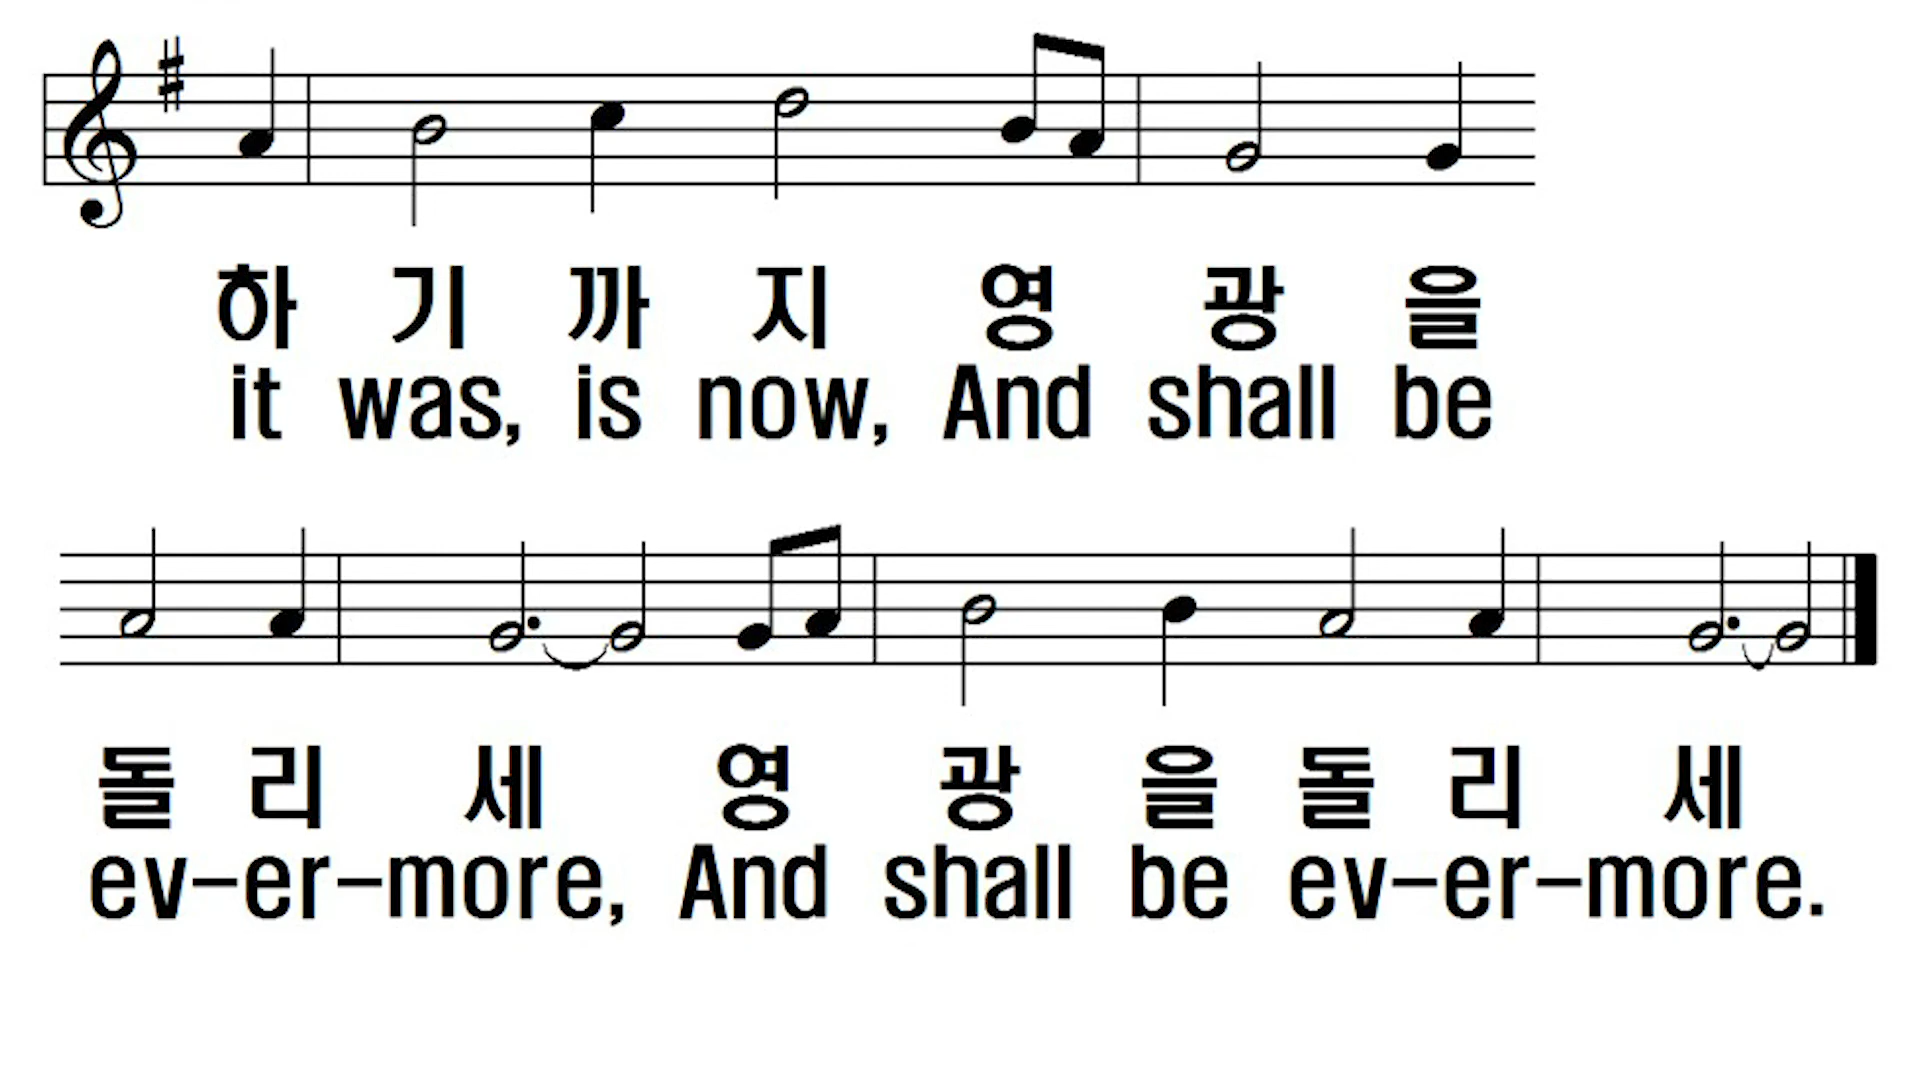 하 기 까 지 영 광 을
it was, is now, And shall be
돌 리 세 영 광 을 돌 리 세
ev-er-more, And shall be ev-er-more.